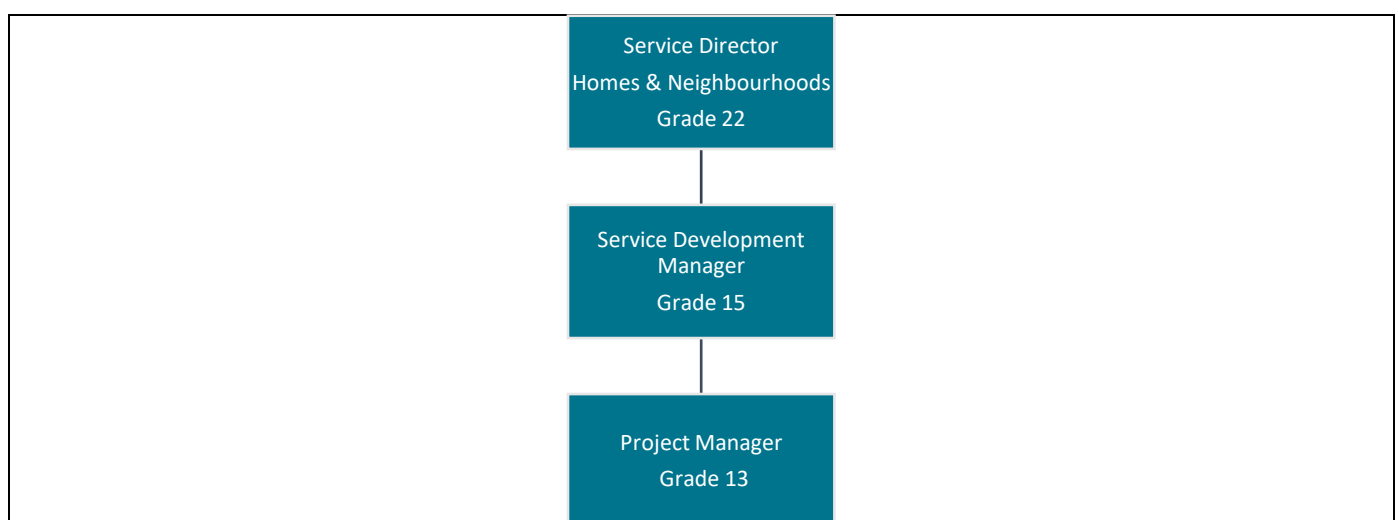 Service Director
Homes & Neighbourhoods
Grade 22
Service Development
Manager
Grade 15
Project Manager
Grade 13